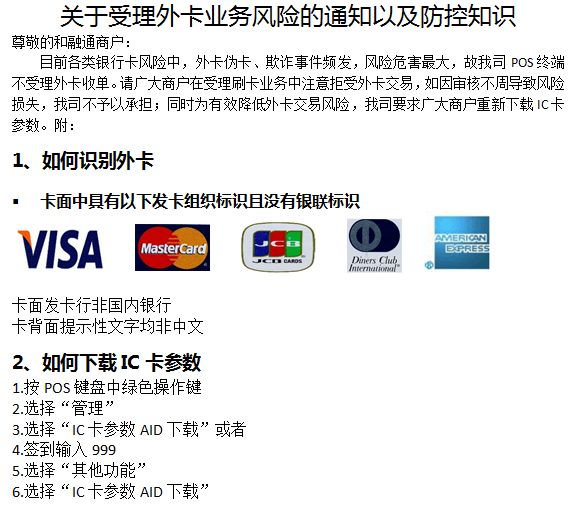 关于受理外卡业务风险的通知以及防控知识
尊敬的和融通商户：
目前各类银行卡风险中，外卡伪卡、欺诈事件频发，风险危害最大，故我司 POS 终端
不受理外卡收单。请广大商户在受理刷卡业务中注意拒受外卡交易，如因审核不周导致风险
损失，我司不予以承担；同时为有效降低外卡交易风险，我司要求广大商户重新下载 IC 卡
参数。附：
1、如何识别外卡
▪ 卡面中具有以下发卡组织标识且没有银联标识
VISA MasterCard JCB JCB CARDS Diners Club International® AMERICAN EXPRESS
卡面发卡行非国内银行
卡背面提示性文字均非中文
2、如何下载 IC 卡参数
1.按 POS 键盘中绿色操作键
2.选择“管理”
3.选择“IC 卡参数 AID 下载”或者
4.签到输入 999
5.选择“其他功能”
6.选择“IC 卡参数 AID 下载”